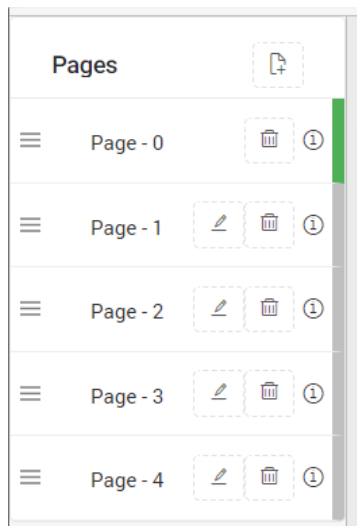 Pages
Page - 0
Page - 1
Page - 2
Page - 3
Page - 4